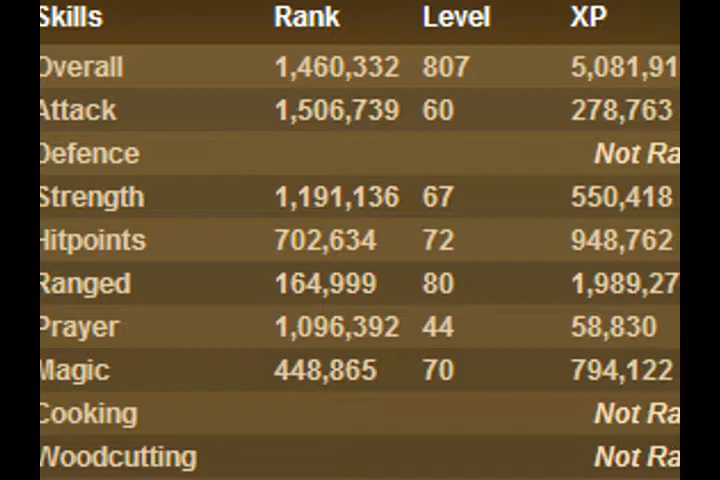 Skills Rank Level XP
Overall 1,460,332 807 5,081,91
Attack 1,506,739 60 278,763
Defence Not Ra
Strength 1,191,136 67 550,418
Hitpoints 702,634 72 948,762
Ranged 164,999 80 1,989,27
Prayer 1,096,392 44 58,830
Magic 448,865 70 794,122
Cooking Not Ra
Woodcutting Not Ra